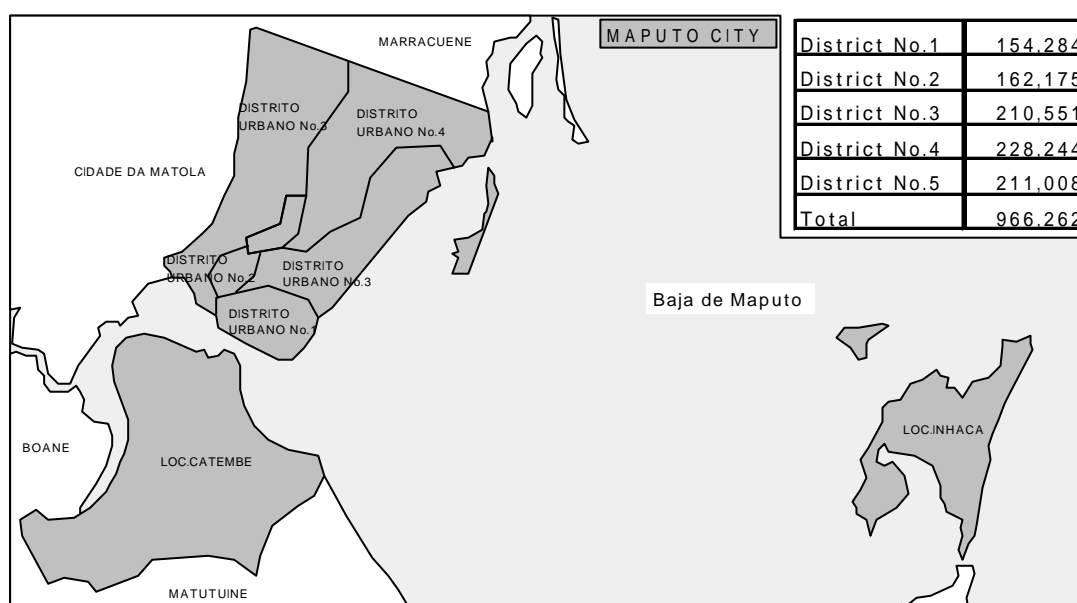 MARRACUENE
MAPUTO CITY
District No.1 154,284
District No.2 162,175
District No.3 210,551
District No.4 228,244
District No.5 211,008
Total 966,262
DISTRITO
URBANO No.3
DISTRITO
URBANO No.4
CIDADE DA MATOLA
DISTRITO
URBANO No.2
DISTRITO
URBANO No.3
DISTRITO
URBANO No.1
Baja de Maputo
BOANE
LOC.CATEMBE
LOC.INHACA
MATUTUINE